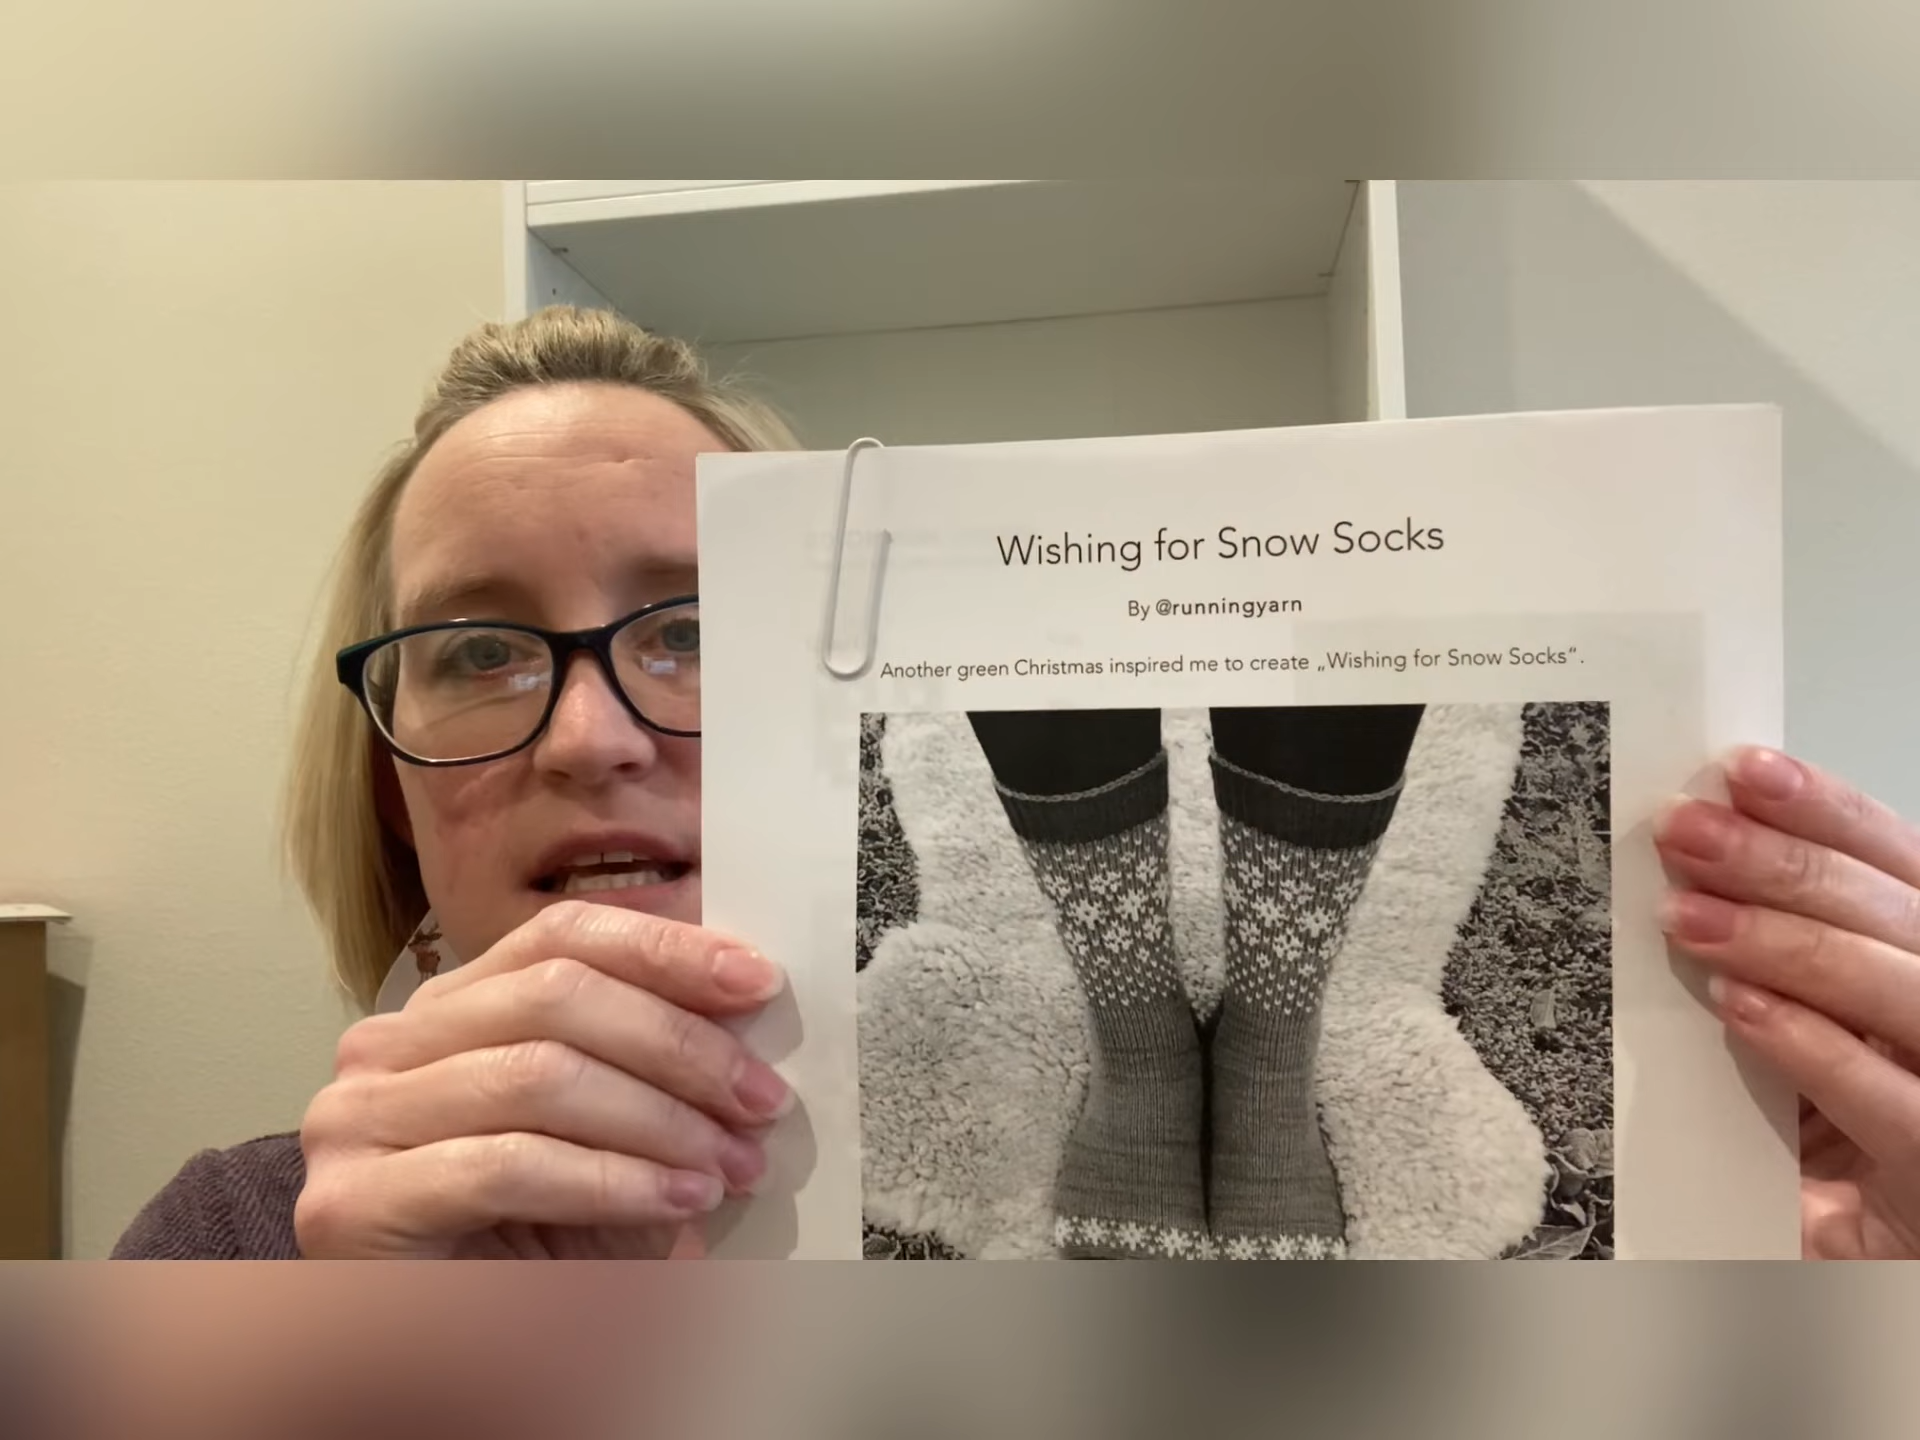 Wishing for Snow Socks
By @runningyarn
Another green Christmas inspired me to create „Wishing for Snow Socks“.